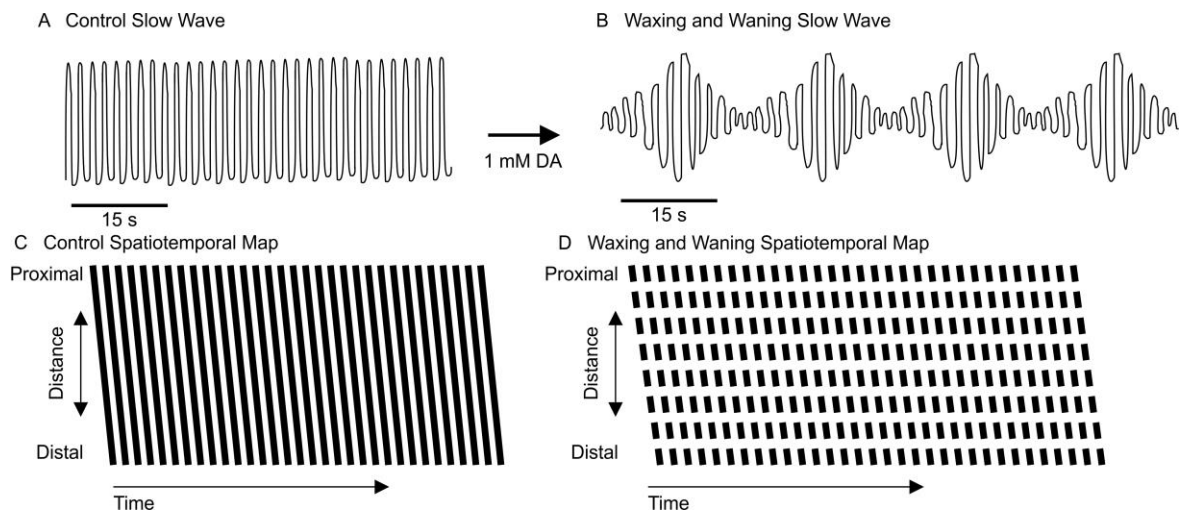 A Control Slow Wave
B Waxing and Waning Slow Wave
1 mM DA
15 s
15 s
C Control Spatiotemporal Map
D Waxing and Waning Spatiotemporal Map
Proximal
Distance
Distal
Time
Proximal
Distance
Distal
Time